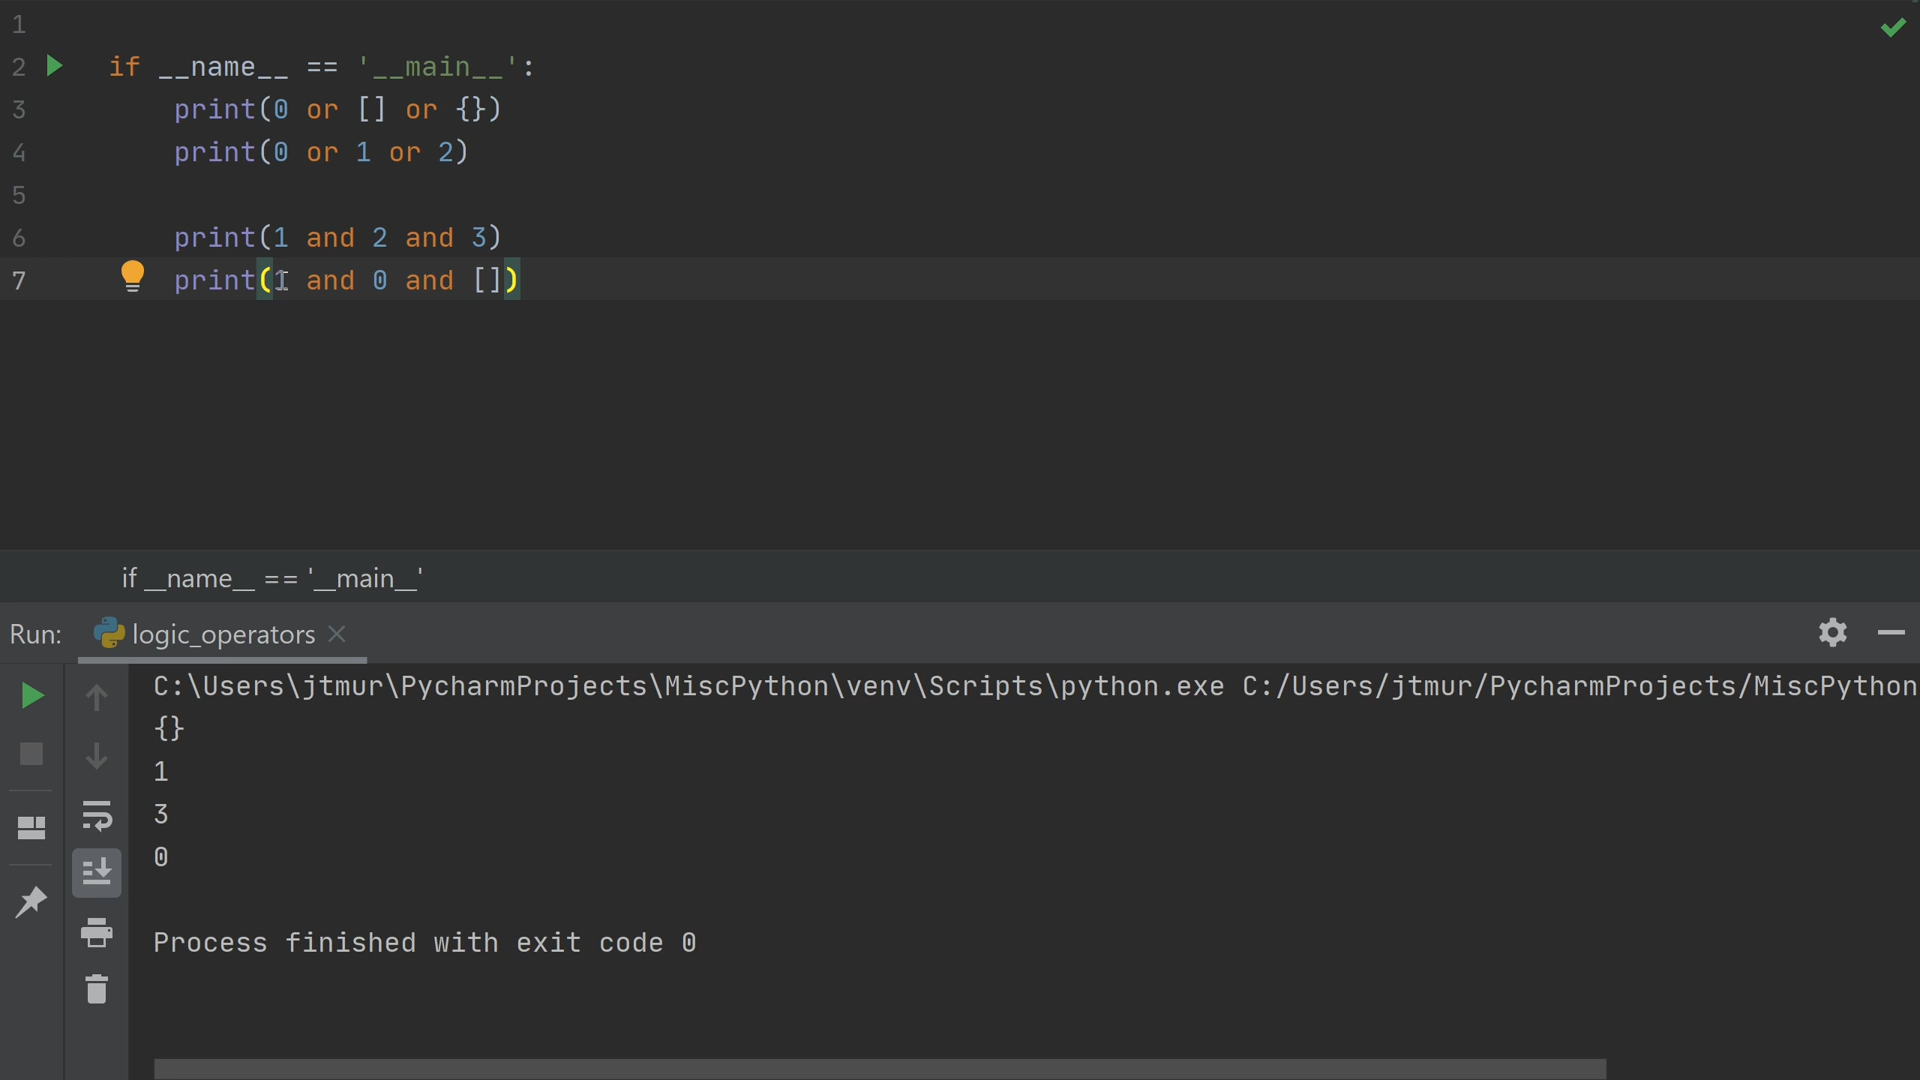 1
2 if __name__ == '__main__':
3 print(0 or [] or {})
4 print(0 or 1 or 2)
5
6 print(1 and 2 and 3)
7 print(1 and 0 and [])
if __name__ == '__main__'
Run: logic_operators
C:\Users\jtmur\PycharmProjects\MiscPython\venv\Scripts\python.exe C:/Users/jtmur/PycharmProjects/MiscPython
{}
1
3
0
Process finished with exit code 0